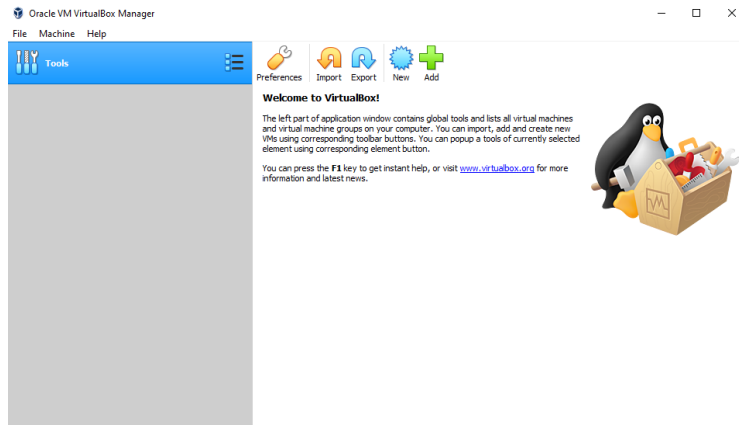 Oracle VM VirtualBox Manager
File Machine Help
Tools
Preferences Import Export New Add
Welcome to VirtualBox!
The left part of application window contains global tools and lists all virtual machines
and virtual machine groups on your computer. You can import, add and create new
VMs using corresponding toolbar buttons. You can popup a tools of currently selected
element using corresponding element button.
You can press the F1 key to get instant help, or visit www.virtualbox.org for more
information and latest news.